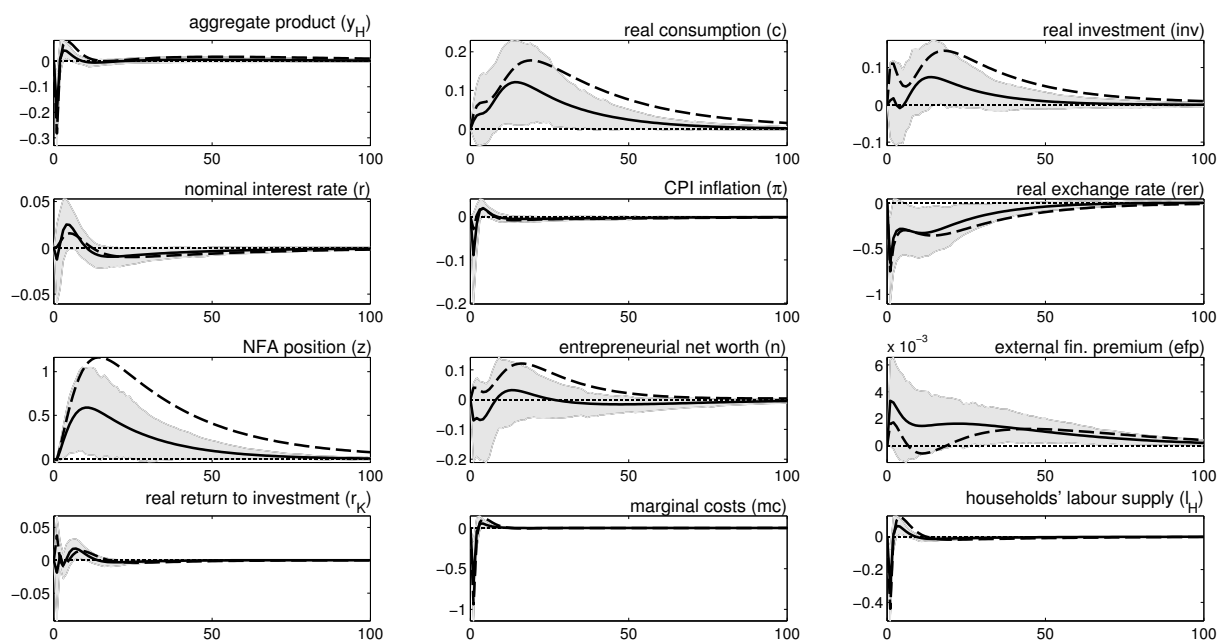 aggregate product (y_H)
0
−0.1
−0.2
−0.3
0 50 100
real consumption (c)
0.2
0.1
0
0 50 100
real investment (inv)
0.1
0
−0.1
0 50 100
nominal interest rate (r)
0.05
0
−0.05
0 50 100
CPI inflation (π)
0
−0.1
−0.2
0 50 100
real exchange rate (rer)
0
−0.5
−1
0 50 100
NFA position (z)
1
0.5
0
0 50 100
entrepreneurial net worth (n)
0.1
0
−0.1
−0.2
0 50 100
external fin. premium (efp)
x 10⁻³
6
4
2
0
0 50 100
real return to investment (r_K)
0.05
0
−0.05
0 50 100
marginal costs (mc)
0
−1
0 50 100
households' labour supply (l_H)
0
−0.2
−0.4
0 50 100